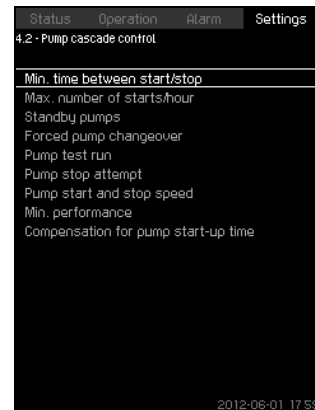 Status Operation Alarm Settings
4.2 - Pump cascade control
Min. time between start/stop
Max. number of starts/hour
Standby pumps
Forced pump changeover
Pump test run
Pump stop attempt
Pump start and stop speed
Min. performance
Compensation for pump start-up time
2012-06-01 17:59